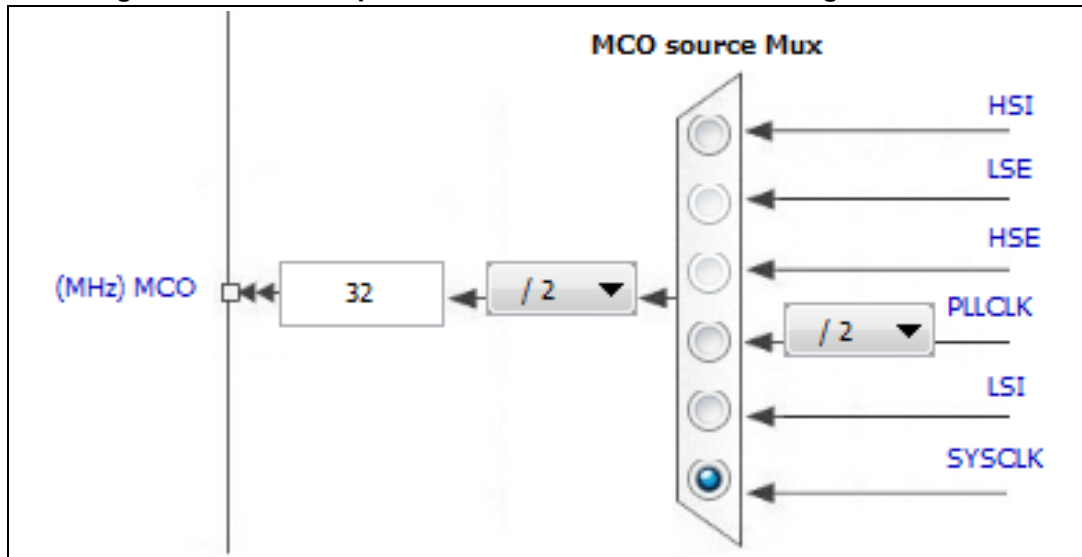 MCO source Mux
HSI
LSE
HSE
(MHz) MCO
32
/ 2
PLLCLK
/ 2
LSI
SYSCLK